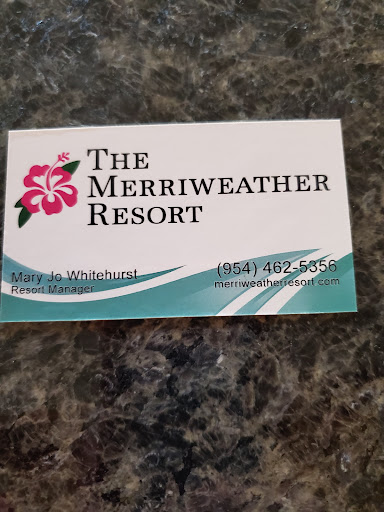 THE
MERRIWEATHER
RESORT
Mary Jo Whitehurst
Resort Manager
(954) 462-5356
merriweatherresort.com